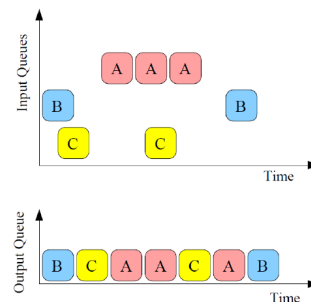 Input Queues
A A A
B B
C C
Time
Output Queue
B C A A C A B
Time